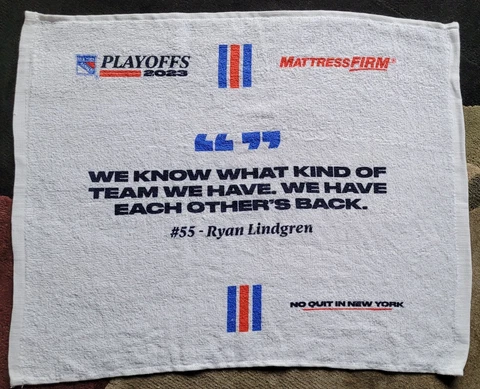 PLAYOFFS
2023
MATTRESSFIRM®
“ ”
WE KNOW WHAT KIND OF
TEAM WE HAVE. WE HAVE
EACH OTHER'S BACK.
#55 - Ryan Lindgren
NO QUIT IN NEW YORK